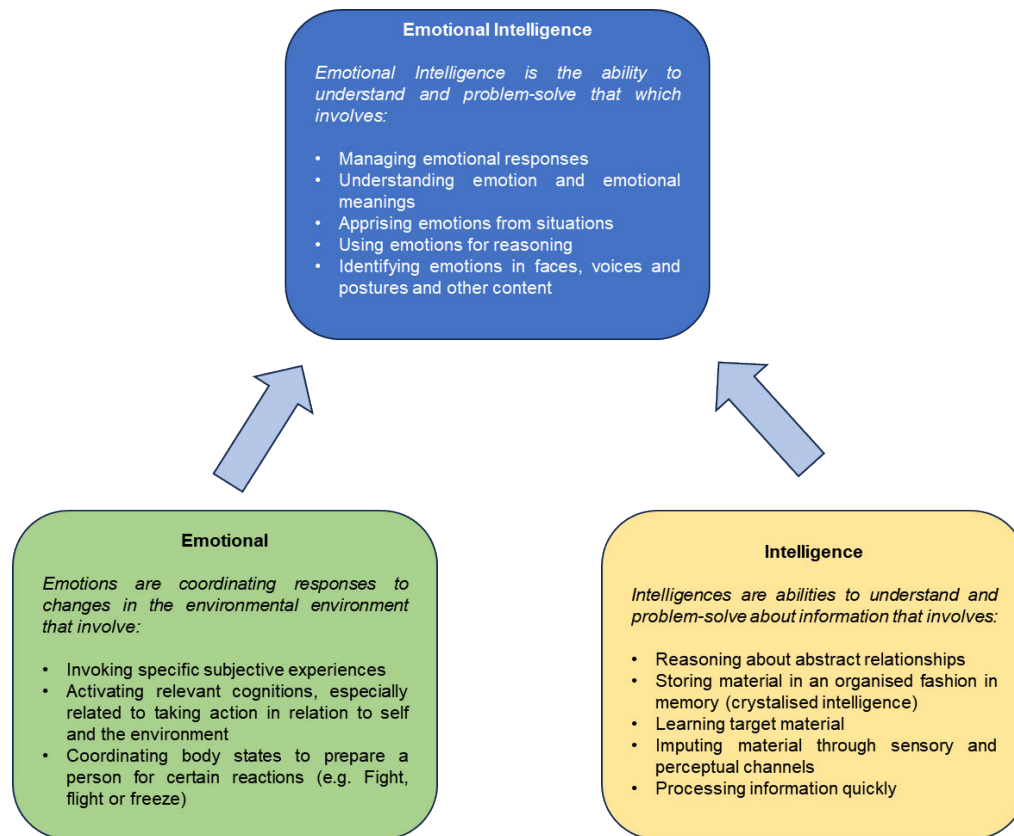 Emotional Intelligence
Emotional Intelligence is the ability to
understand and problem-solve that which
involves:
• Managing emotional responses
• Understanding emotion and emotional
meanings
• Apprising emotions from situations
• Using emotions for reasoning
• Identifying emotions in faces, voices and
postures and other content
Emotional
Emotions are coordinating responses to
changes in the environmental environment
that involve:
• Invoking specific subjective experiences
• Activating relevant cognitions, especially
related to taking action in relation to self
and the environment
• Coordinating body states to prepare a
person for certain reactions (e.g. Fight,
flight or freeze)
Intelligence
Intelligences are abilities to understand and
problem-solve about information that involves:
• Reasoning about abstract relationships
• Storing material in an organised fashion in
memory (crystalised intelligence)
• Learning target material
• Imputing material through sensory and
perceptual channels
• Processing information quickly